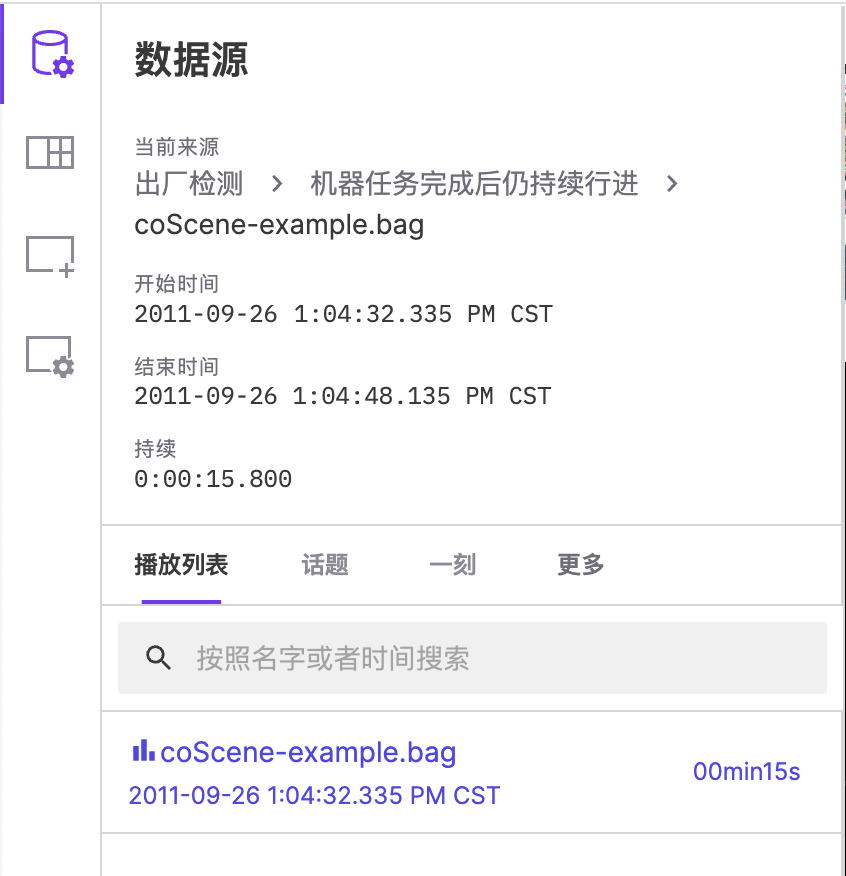 数据源
当前来源
出厂检测 > 机器任务完成后仍持续行进 >
coScene-example.bag
开始时间
2011-09-26 1:04:32.335 PM CST
结束时间
2011-09-26 1:04:48.135 PM CST
持续
0:00:15.800
播放列表 话题 一刻 更多
按照名字或者时间搜索
coScene-example.bag
00min15s
2011-09-26 1:04:32.335 PM CST